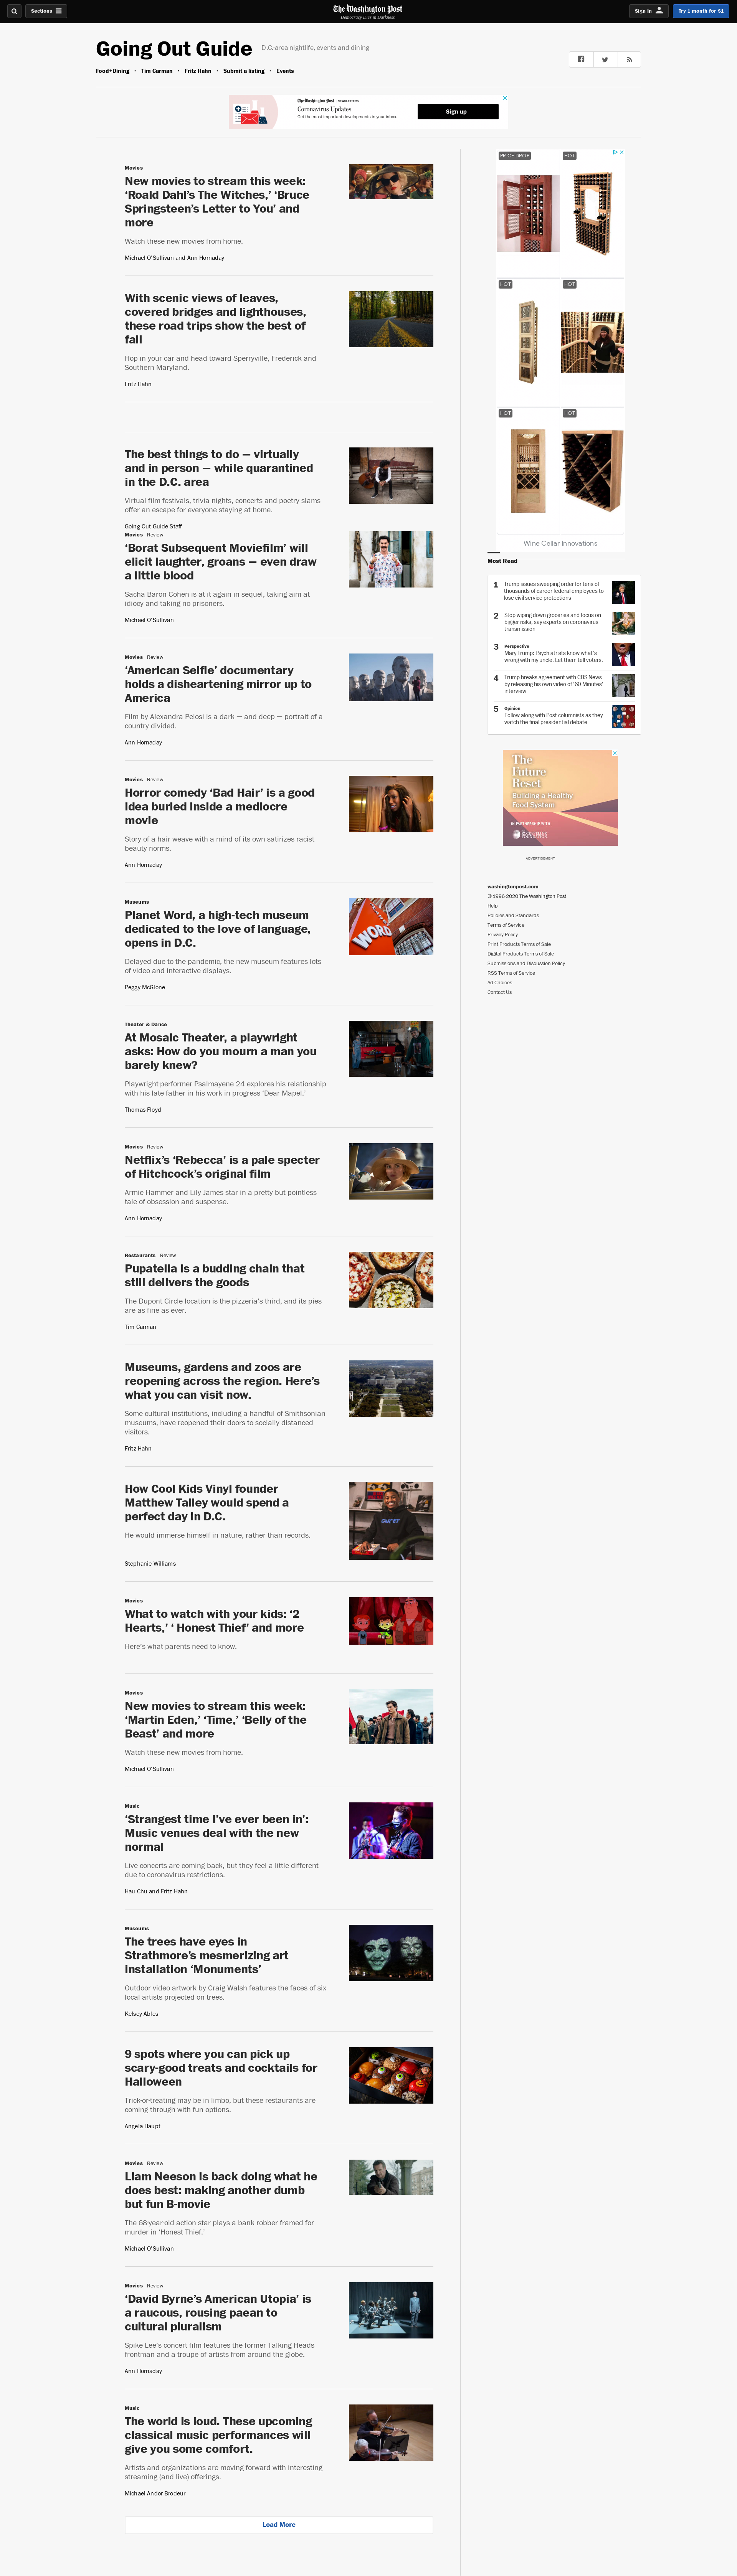 Sections
The Washington Post
Democracy Dies in Darkness
Sign In
Try 1 month for $1
Going Out Guide
D.C.-area nightlife, events and dining
Food+Dining • Tim Carman • Fritz Hahn • Submit a listing • Events
The Washington Post | NEWSLETTERS
Coronavirus Updates
Get the most important developments in your inbox.
Sign up
Movies
New movies to stream this week:
‘Roald Dahl’s The Witches,’ ‘Bruce
Springsteen’s Letter to You’ and
more
Watch these new movies from home.
Michael O'Sullivan and Ann Hornaday
With scenic views of leaves,
covered bridges and lighthouses,
these road trips show the best of
fall
Hop in your car and head toward Sperryville, Frederick and
Southern Maryland.
Fritz Hahn
The best things to do — virtually
and in person — while quarantined
in the D.C. area
Virtual film festivals, trivia nights, concerts and poetry slams
offer an escape for everyone staying at home.
Going Out Guide Staff
Movies Review
‘Borat Subsequent Moviefilm’ will
elicit laughter, groans — even draw
a little blood
Sacha Baron Cohen is at it again in sequel, taking aim at
idiocy and taking no prisoners.
Michael O'Sullivan
Movies Review
‘American Selfie’ documentary
holds a disheartening mirror up to
America
Film by Alexandra Pelosi is a dark — and deep — portrait of a
country divided.
Ann Hornaday
Movies Review
Horror comedy ‘Bad Hair’ is a good
idea buried inside a mediocre
movie
Story of a hair weave with a mind of its own satirizes racist
beauty norms.
Ann Hornaday
Museums
Planet Word, a high-tech museum
dedicated to the love of language,
opens in D.C.
Delayed due to the pandemic, the new museum features lots
of video and interactive displays.
Peggy McGlone
WORD
Theater & Dance
At Mosaic Theater, a playwright
asks: How do you mourn a man you
barely knew?
Playwright-performer Psalmayene 24 explores his relationship
with his late father in his work in progress ‘Dear Mapel.’
Thomas Floyd
Movies Review
Netflix’s ‘Rebecca’ is a pale specter
of Hitchcock’s original film
Armie Hammer and Lily James star in a pretty but pointless
tale of obsession and suspense.
Ann Hornaday
Restaurants Review
Pupatella is a budding chain that
still delivers the goods
The Dupont Circle location is the pizzeria’s third, and its pies
are as fine as ever.
Tim Carman
Museums, gardens and zoos are
reopening across the region. Here’s
what you can visit now.
Some cultural institutions, including a handful of Smithsonian
museums, have reopened their doors to socially distanced
visitors.
Fritz Hahn
How Cool Kids Vinyl founder
Matthew Talley would spend a
perfect day in D.C.
He would immerse himself in nature, rather than records.
Stephanie Williams
Movies
What to watch with your kids: ‘2
Hearts,’ ‘ Honest Thief’ and more
Here’s what parents need to know.
Movies
New movies to stream this week:
‘Martin Eden,’ ‘Time,’ ‘Belly of the
Beast’ and more
Watch these new movies from home.
Michael O'Sullivan
Music
‘Strangest time I’ve ever been in’:
Music venues deal with the new
normal
Live concerts are coming back, but they feel a little different
due to coronavirus restrictions.
Hau Chu and Fritz Hahn
Museums
The trees have eyes in
Strathmore’s mesmerizing art
installation ‘Monuments’
Outdoor video artwork by Craig Walsh features the faces of six
local artists projected on trees.
Kelsey Ables
9 spots where you can pick up
scary-good treats and cocktails for
Halloween
Trick-or-treating may be in limbo, but these restaurants are
coming through with fun options.
Angela Haupt
Movies Review
Liam Neeson is back doing what he
does best: making another dumb
but fun B-movie
The 68-year-old action star plays a bank robber framed for
murder in ‘Honest Thief.’
Michael O'Sullivan
Movies Review
‘David Byrne’s American Utopia’ is
a raucous, rousing paean to
cultural pluralism
Spike Lee’s concert film features the former Talking Heads
frontman and a troupe of artists from around the globe.
Ann Hornaday
Music
The world is loud. These upcoming
classical music performances will
give you some comfort.
Artists and organizations are moving forward with interesting
streaming (and live) offerings.
Michael Andor Brodeur
Load More
PRICE DROP
HOT
HOT
HOT
HOT
HOT
Wine Cellar Innovations
Most Read
1 Trump issues sweeping order for tens of
thousands of career federal employees to
lose civil service protections
2 Stop wiping down groceries and focus on
bigger risks, say experts on coronavirus
transmission
3 Perspective
Mary Trump: Psychiatrists know what’s
wrong with my uncle. Let them tell voters.
4 Trump breaks agreement with CBS News
by releasing his own video of ‘60 Minutes’
interview
5 Opinion
Follow along with Post columnists as they
watch the final presidential debate
The
Future
Reset
Building a Healthy
Food System
IN PARTNERSHIP WITH
ROCKEFELLER
FOUNDATION
ADVERTISEMENT
washingtonpost.com
© 1996-2020 The Washington Post
Help
Policies and Standards
Terms of Service
Privacy Policy
Print Products Terms of Sale
Digital Products Terms of Sale
Submissions and Discussion Policy
RSS Terms of Service
Ad Choices
Contact Us